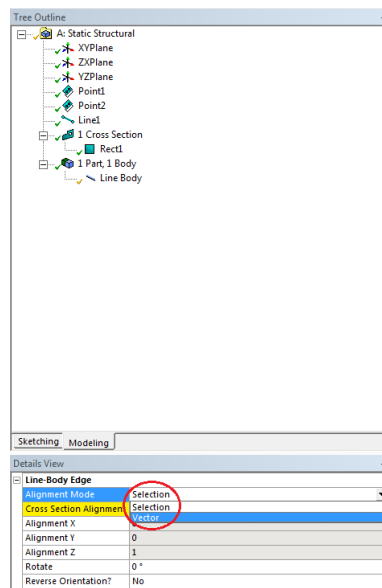 Tree Outline
A: Static Structural
XYPlane
ZXPlane
YZPlane
Point1
Point2
Line1
1 Cross Section
Rect1
1 Part, 1 Body
Line Body
Sketching Modeling
Details View
Line-Body Edge
Alignment Mode Selection
Cross Section Alignmen Selection
Vector
Alignment X
Alignment Y 0
Alignment Z 1
Rotate 0 °
Reverse Orientation? No